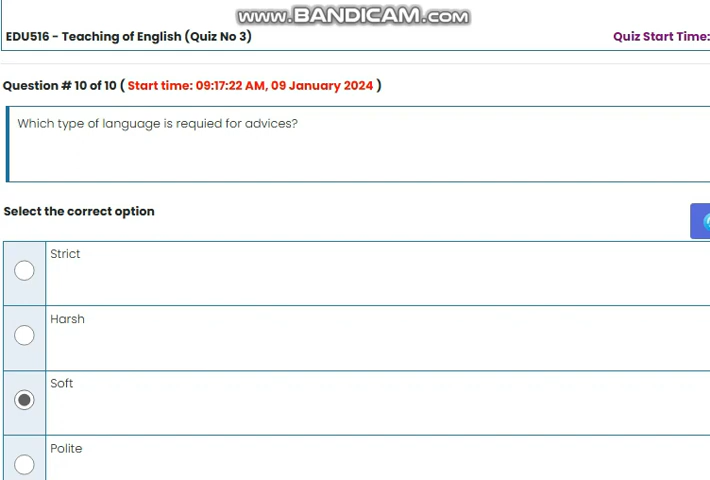 www.BANDICAM.com
EDU516 - Teaching of English (Quiz No 3)
Quiz Start Time:
Question # 10 of 10 ( Start time: 09:17:22 AM, 09 January 2024 )
Which type of language is requied for advices?
Select the correct option
Strict
Harsh
Soft
Polite